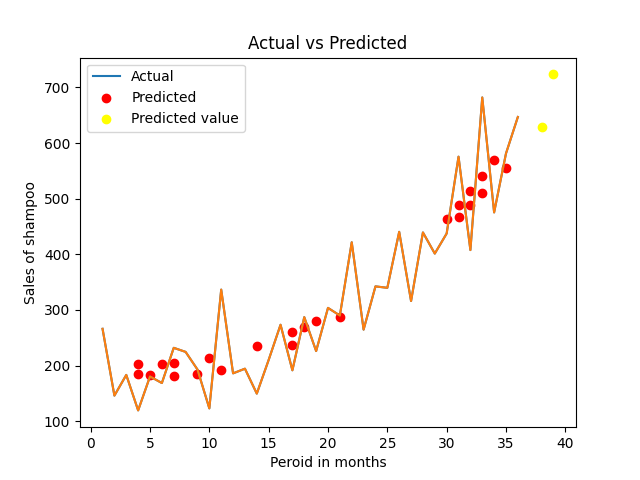 Actual vs Predicted
Actual
Predicted
Predicted value
700
600
500
400
300
200
100
Sales of shampoo
0
5
10
15
20
25
30
35
40
Peroid in months